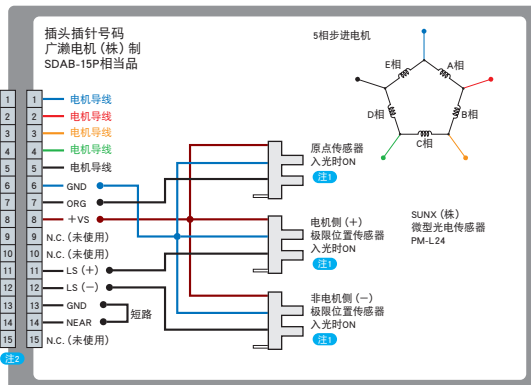 插头插针号码
广濑电机 (株) 制
SDAB-15P相当品
5相步进电机
E相
A相
D相
B相
C相
1 1 电机导线
2 2 电机导线
3 3 电机导线
4 4 电机导线
5 5 电机导线
6 6 GND
7 7 ORG
8 8 +VS
9 9 N.C. (未使用)
10 10 N.C. (未使用)
11 11 LS (+)
12 12 LS (-)
13 13 GND
14 14 NEAR
短路
15 15 N.C. (未使用)
注2
原点传感器
入光时ON
注1
电机侧 (+)
极限位置传感器
入光时ON
注1
非电机侧 (-)
极限位置传感器
入光时ON
注1
SUNX (株)
微型光电传感器
PM-L24